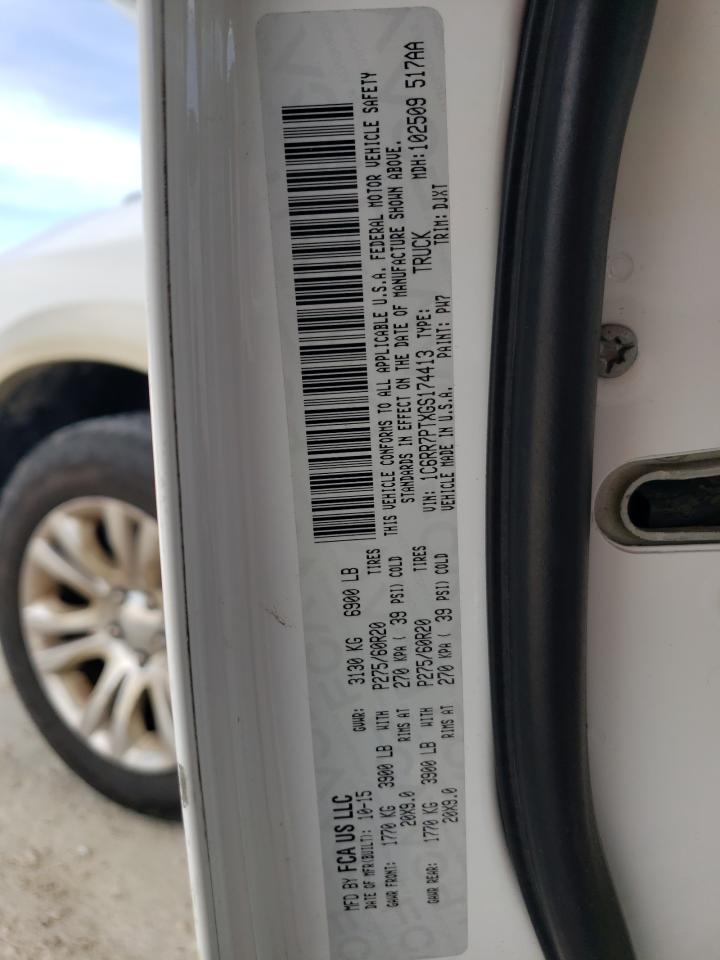 MFD BY FCA US LLC
DATE OF MFR(BUILT): 10-15 GVWR: 3130 KG 6900 LB
GAWR FRONT: 1770 KG 3900 LB WITH P275/60R20 TIRES
20X9.0 RIMS AT 270 KPA ( 39 PSI) COLD
GAWR REAR: 1770 KG 3900 LB WITH P275/60R20 TIRES
20X9.0 RIMS AT 270 KPA ( 39 PSI) COLD
THIS VEHICLE CONFORMS TO ALL APPLICABLE U.S.A. FEDERAL MOTOR VEHICLE SAFETY
STANDARDS IN EFFECT ON THE DATE OF MANUFACTURE SHOWN ABOVE.
VIN: 1C6RR7PTXGS174413 TYPE: TRUCK MDH: 102509 517AA
VEHICLE MADE IN U.S.A. PAINT: PW7 TRIM: DJXT